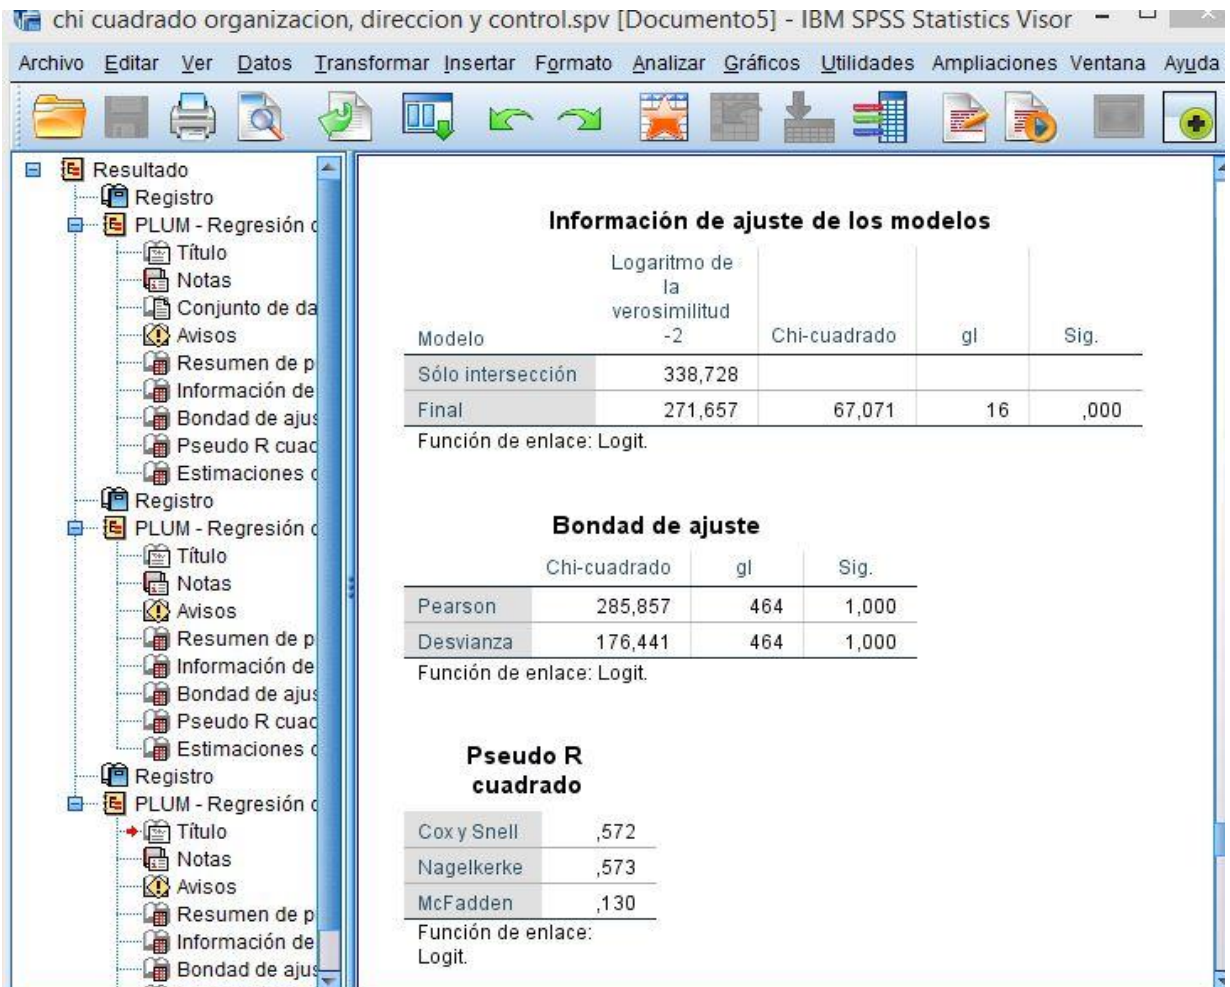 chi cuadrado organizacion, direccion y control.spv [Documento5] - IBM SPSS Statistics Visor
Archivo Editar Ver Datos Transformar Insertar Formato Analizar Gráficos Utilidades Ampliaciones Ventana Ayuda
Resultado
Registro
PLUM - Regresión o
Título
Notas
Conjunto de da
Avisos
Resumen de p
Información de
Bondad de ajus
Pseudo R cuad
Estimaciones d
Registro
PLUM - Regresión o
Título
Notas
Avisos
Resumen de p
Información de
Bondad de ajus
Pseudo R cuad
Estimaciones d
Registro
PLUM - Regresión o
Título
Notas
Avisos
Resumen de p
Información de
Bondad de ajus
Información de ajuste de los modelos
Logaritmo de
la
verosimilitud
Modelo -2 Chi-cuadrado gl Sig.
Sólo intersección 338,728
Final 271,657 67,071 16 ,000
Función de enlace: Logit.
Bondad de ajuste
Chi-cuadrado gl Sig.
Pearson 285,857 464 1,000
Desvianza 176,441 464 1,000
Función de enlace: Logit.
Pseudo R
cuadrado
Cox y Snell ,572
Nagelkerke ,573
McFadden ,130
Función de enlace:
Logit.